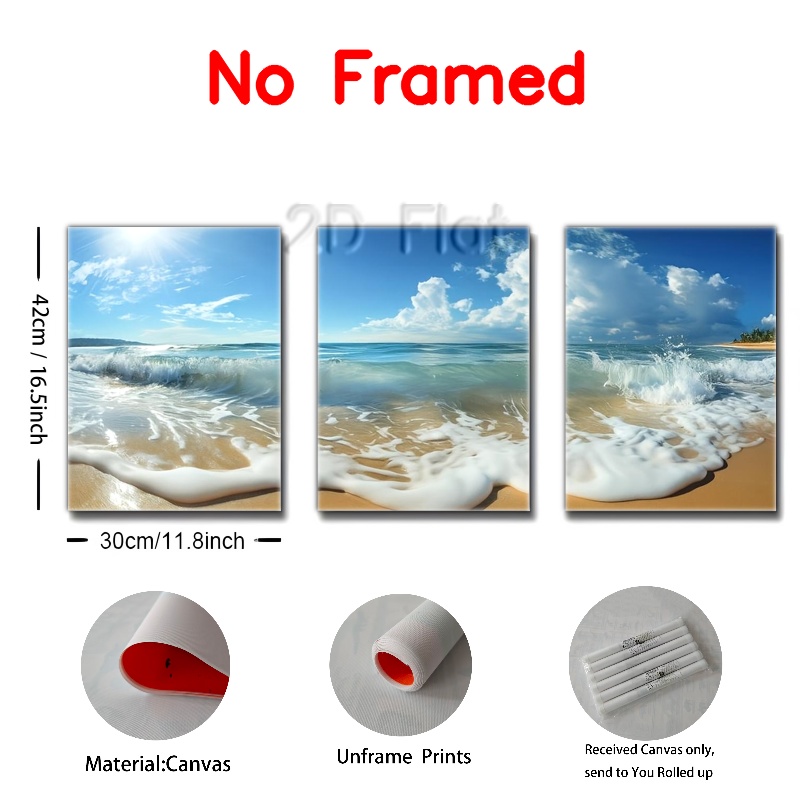 No Framed
2D Flat
42cm / 16.5inch
30cm/11.8inch
Material:Canvas
Unframe Prints
Received Canvas only,
send to You Rolled up